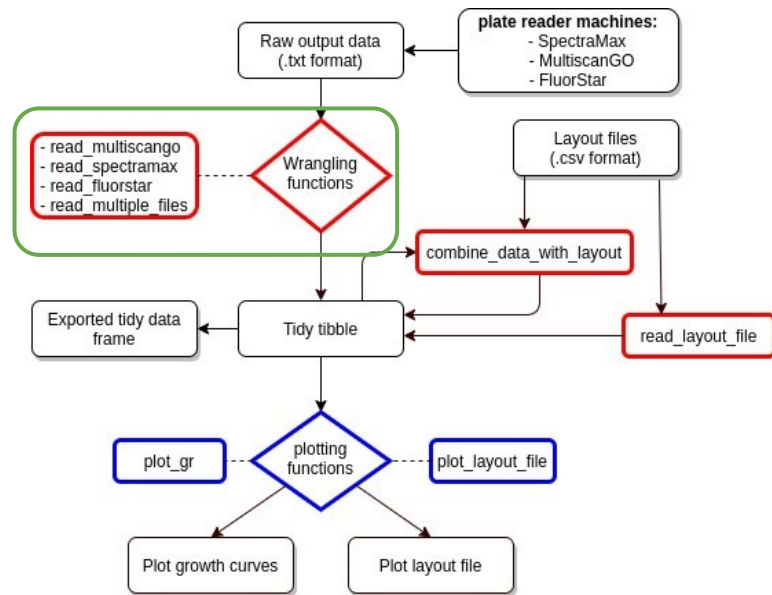 plate reader machines:
- SpectraMax
- MultiscanGO
- FluorStar
Raw output data
(.txt format)
- read_multiscango
- read_spectramax
- read_fluorstar
- read_multiple_files
Wrangling
functions
Layout files
(.csv format)
combine_data_with_layout
Exported tidy data
frame
Tidy tibble
read_layout_file
plot_gr
plotting
functions
plot_layout_file
Plot growth curves
Plot layout file